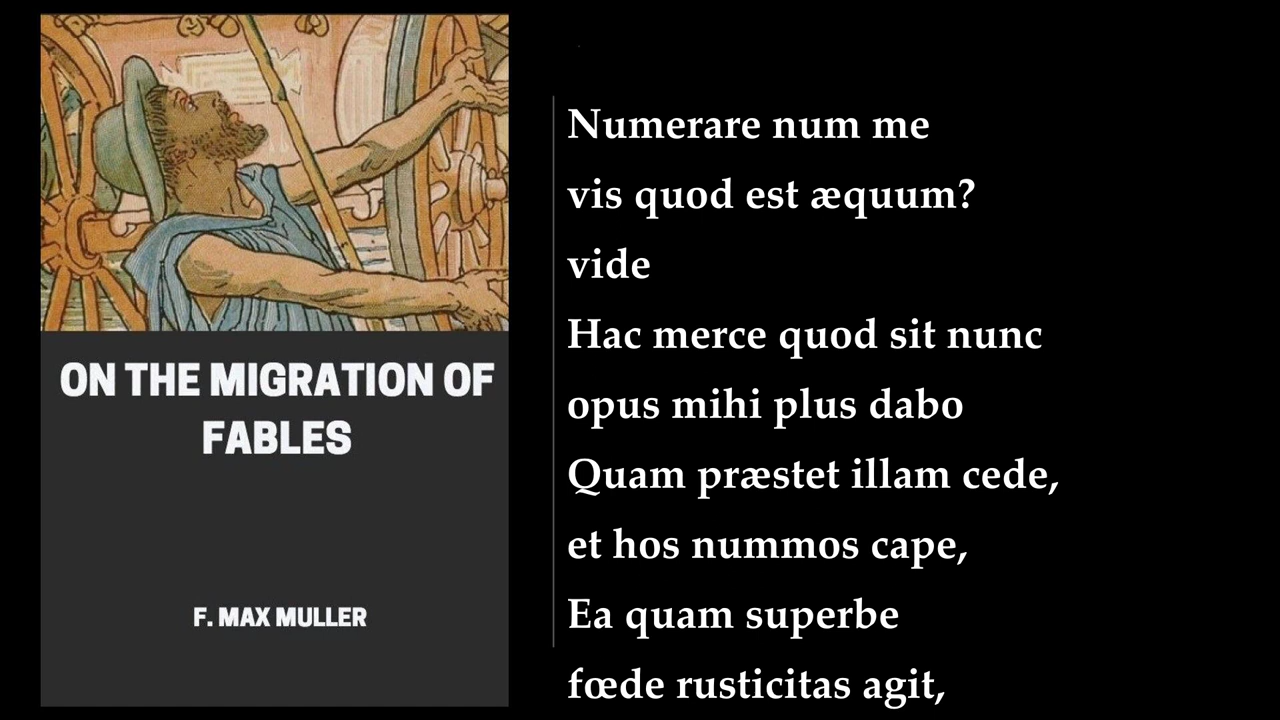 ON THE MIGRATION OF
FABLES
F. MAX MULLER
Numerare num me
vis quod est æquum?
vide
Hac merce quod sit nunc
opus mihi plus dabo
Quam præstet illam cede,
et hos nummos cape,
Ea quam superbe
fœde rusticitas agit,